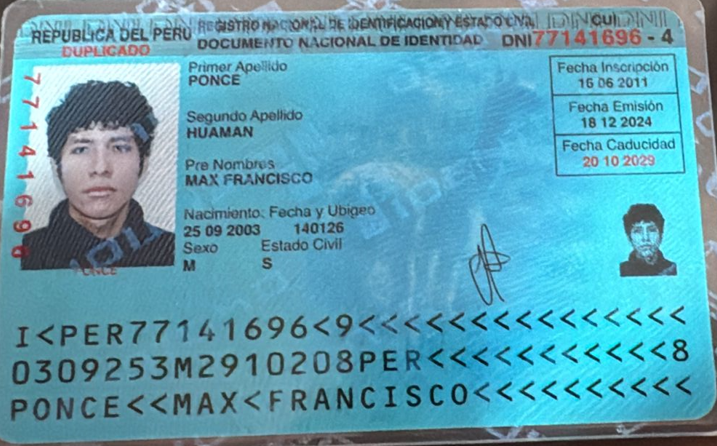 REPUBLICA DEL PERU
REGISTRO NACIONAL DE IDENTIFICACION Y ESTADO CIVIL
CUI
DUPLICADO
DOCUMENTO NACIONAL DE IDENTIDAD
DNI 77141696 - 4
77141696
Primer Apellido
PONCE
Segundo Apellido
HUAMAN
Pre Nombres
MAX FRANCISCO
Nacimiento: Fecha y Ubigeo
25 09 2003 140126
Sexo Estado Civil
M S
Fecha Inscripción
16 06 2011
Fecha Emisión
18 12 2024
Fecha Caducidad
20 10 2029
PONCE
I<PER77141696<9<<<<<<<<<<<<<<<
0309253M2910208PER<<<<<<<<<<<8
PONCE<<MAX<FRANCISCO<<<<<<<<<<